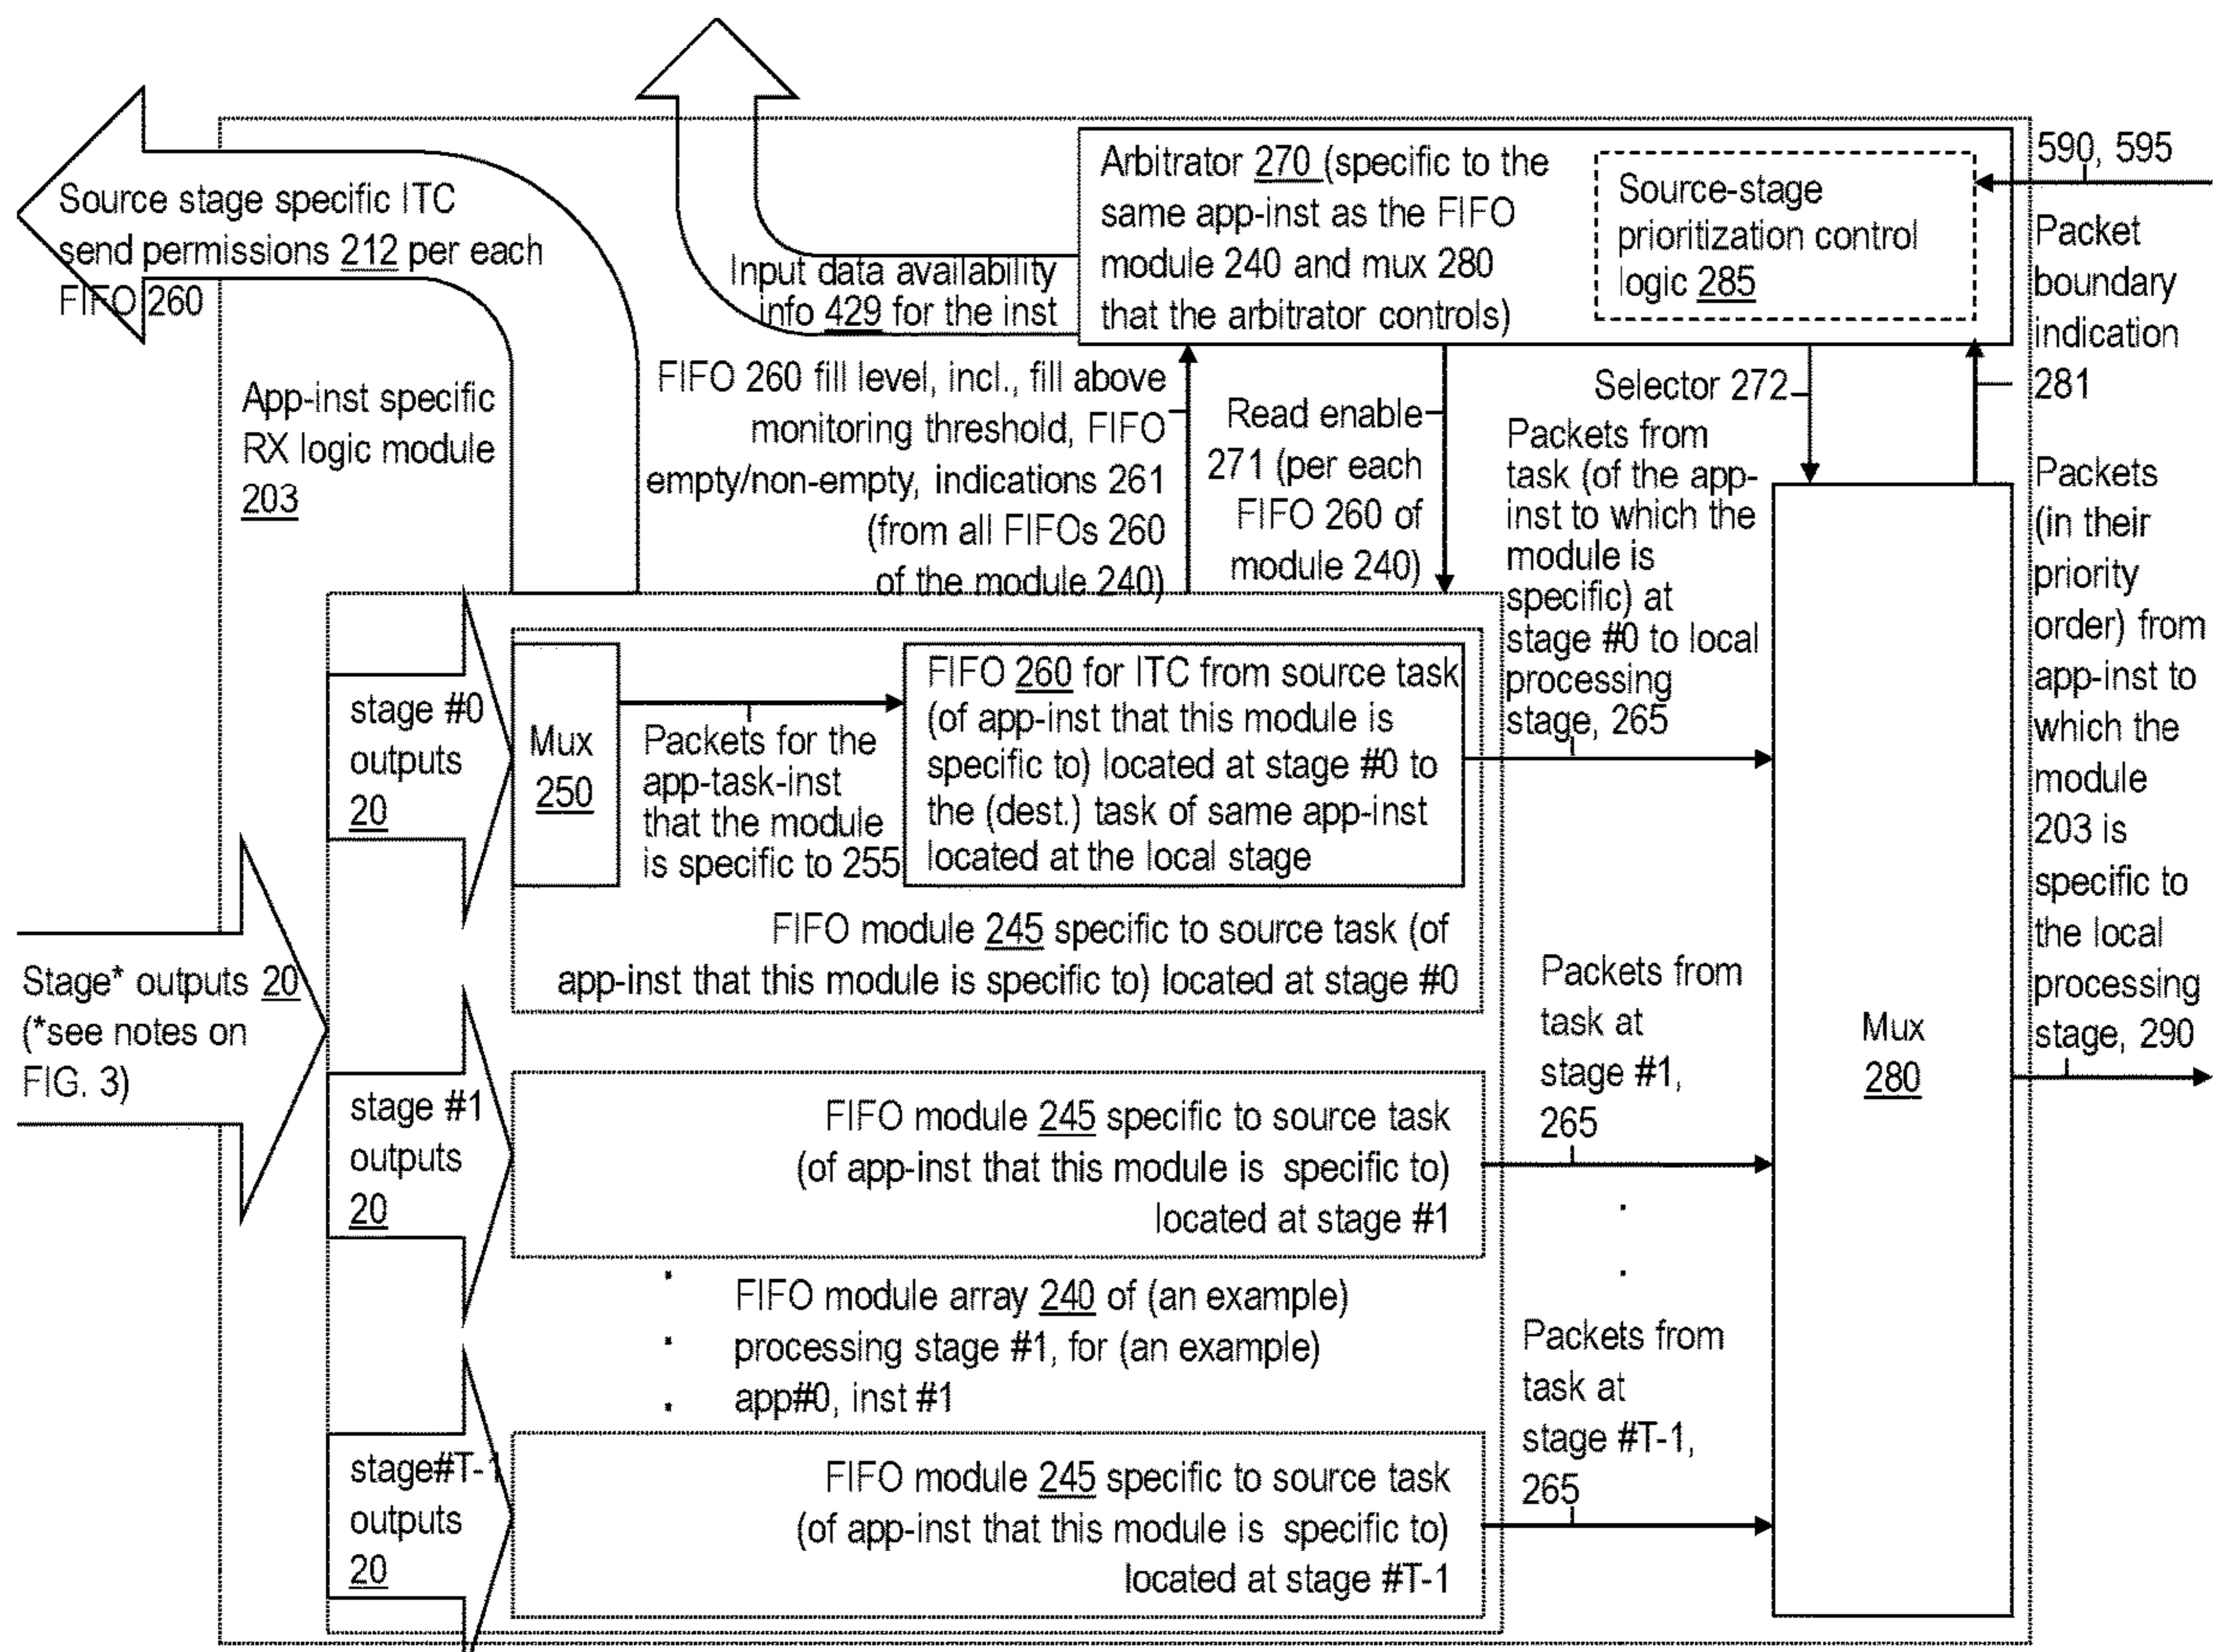 Source stage specific ITC
send permissions 212 per each
FIFO 260
Input data availability
info 429 for the inst
Arbitrator 270 (specific to the
same app-inst as the FIFO
module 240 and mux 280
that the arbitrator controls)
Source-stage
prioritization control
logic 285
590, 595
Packet
boundary
indication
281
App-inst specific
RX logic module
203
FIFO 260 fill level, incl., fill above
monitoring threshold, FIFO
empty/non-empty, indications 261
(from all FIFOs 260
of the module 240)
Read enable
271 (per each
FIFO 260 of
module 240)
Selector 272
Packets from
task (of the app-
inst to which the
module is
specific) at
stage #0 to local
processing
stage, 265
Packets
(in their
priority
order) from
app-inst to
which the
module
203 is
specific to
the local
processing
stage, 290
stage #0
outputs
20
Mux
250
Packets for the
app-task-inst
that the module
is specific to 255
FIFO 260 for ITC from source task
(of app-inst that this module is
specific to) located at stage #0 to
the (dest.) task of same app-inst
located at the local stage
FIFO module 245 specific to source task (of
app-inst that this module is specific to) located at stage #0
Stage* outputs 20
(*see notes on
FIG. 3)
Packets from
task at
stage #1,
265
Mux
280
stage #1
outputs
20
FIFO module 245 specific to source task
(of app-inst that this module is specific to)
located at stage #1
FIFO module array 240 of (an example)
processing stage #1, for (an example)
app#0, inst #1
Packets from
task at
stage #T-1,
265
stage#T-1
outputs
20
FIFO module 245 specific to source task
(of app-inst that this module is specific to)
located at stage #T-1